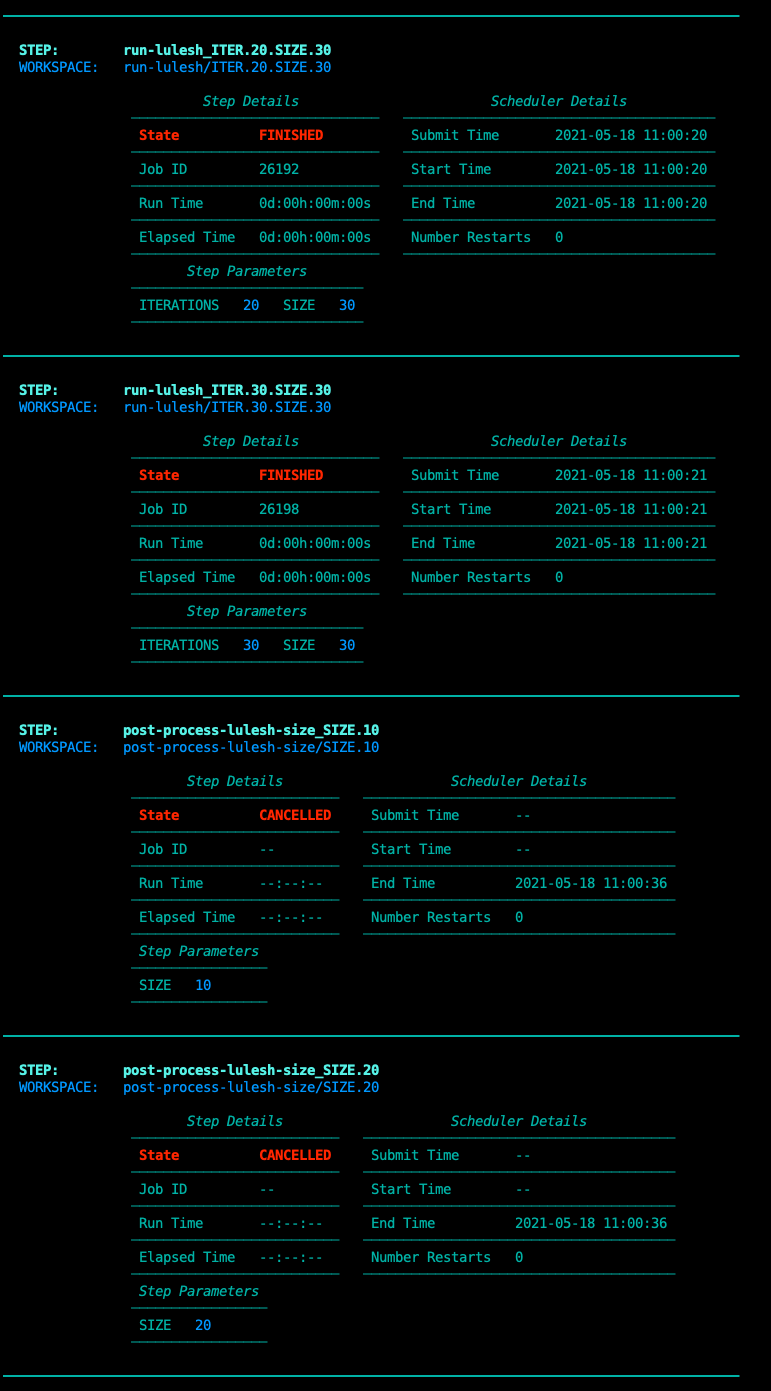 STEP: run-lulesh_ITER.20.SIZE.30
WORKSPACE: run-lulesh/ITER.20.SIZE.30
Step Details Scheduler Details
State FINISHED Submit Time 2021-05-18 11:00:20
Job ID 26192 Start Time 2021-05-18 11:00:20
Run Time 0d:00h:00m:00s End Time 2021-05-18 11:00:20
Elapsed Time 0d:00h:00m:00s Number Restarts 0
Step Parameters
ITERATIONS 20 SIZE 30
STEP: run-lulesh_ITER.30.SIZE.30
WORKSPACE: run-lulesh/ITER.30.SIZE.30
Step Details Scheduler Details
State FINISHED Submit Time 2021-05-18 11:00:21
Job ID 26198 Start Time 2021-05-18 11:00:21
Run Time 0d:00h:00m:00s End Time 2021-05-18 11:00:21
Elapsed Time 0d:00h:00m:00s Number Restarts 0
Step Parameters
ITERATIONS 30 SIZE 30
STEP: post-process-lulesh-size_SIZE.10
WORKSPACE: post-process-lulesh-size/SIZE.10
Step Details Scheduler Details
State CANCELLED Submit Time --
Job ID -- Start Time --
Run Time --:--:-- End Time 2021-05-18 11:00:36
Elapsed Time --:--:-- Number Restarts 0
Step Parameters
SIZE 10
STEP: post-process-lulesh-size_SIZE.20
WORKSPACE: post-process-lulesh-size/SIZE.20
Step Details Scheduler Details
State CANCELLED Submit Time --
Job ID -- Start Time --
Run Time --:--:-- End Time 2021-05-18 11:00:36
Elapsed Time --:--:-- Number Restarts 0
Step Parameters
SIZE 20